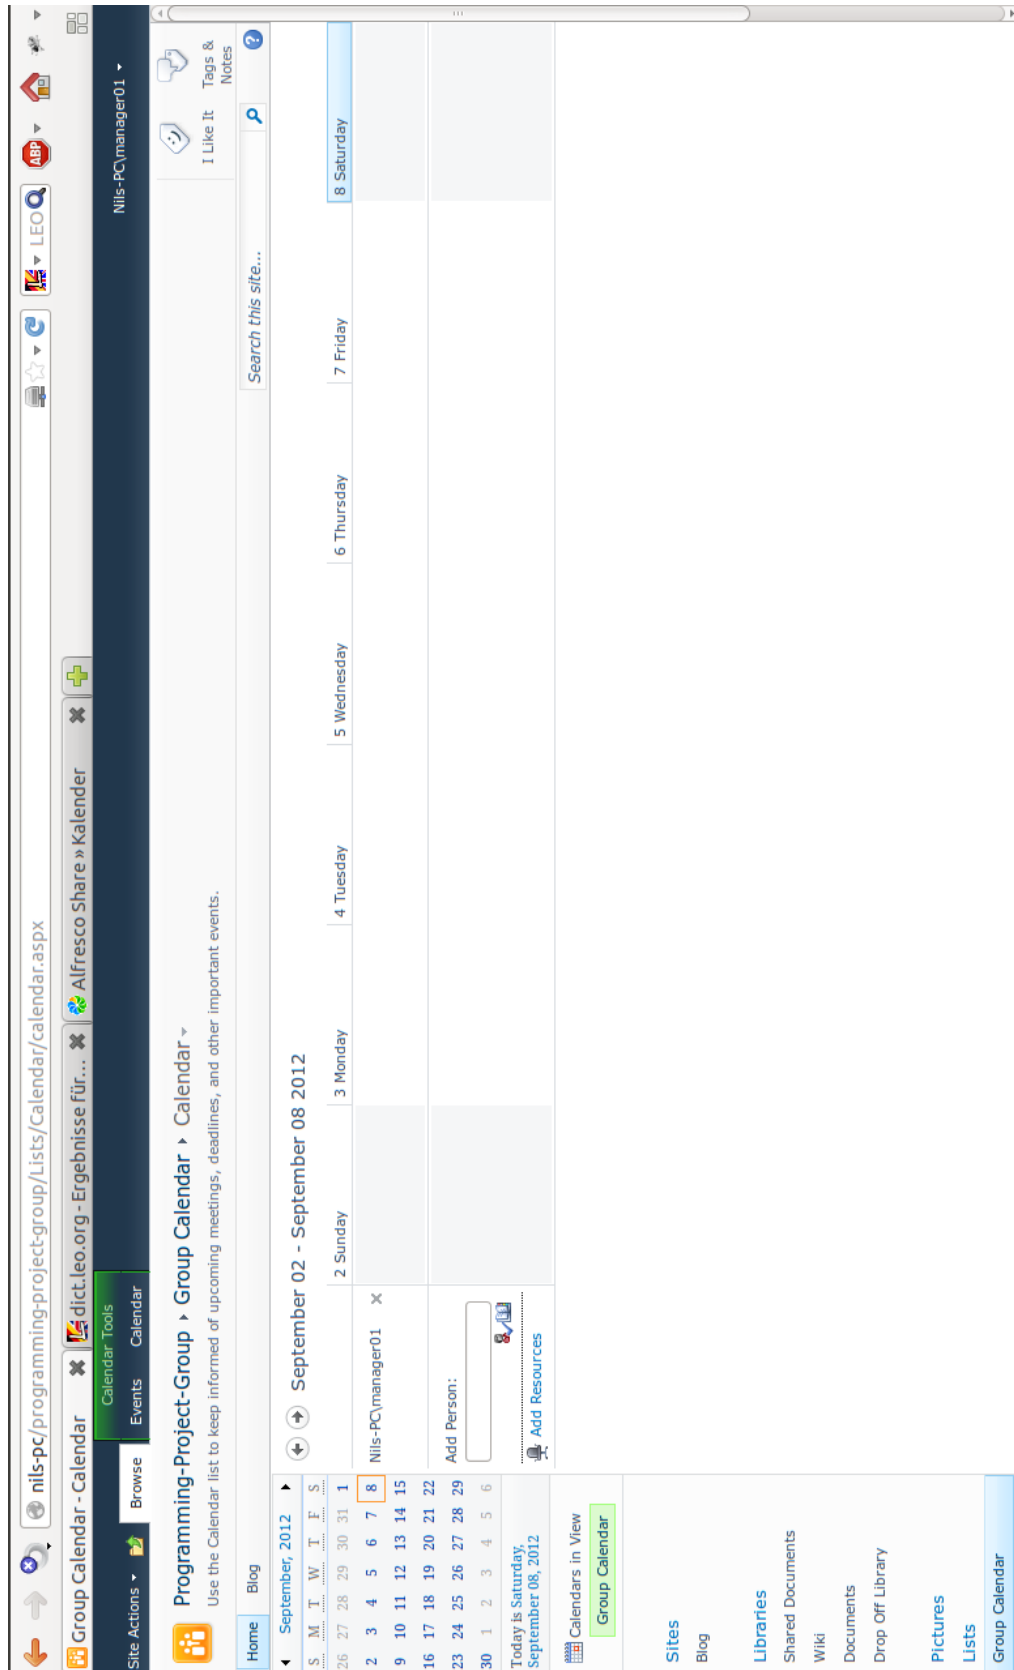 nils-pc/programming-project-group/Lists/Calendar/calendar.aspx
LEO
ABP
Group Calendar - Calendar
dict.leo.org - Ergebnisse für...
Alfresco Share » Kalender
Calendar Tools
Site Actions
Browse
Events
Calendar
Nils-PC\manager01
Programming-Project-Group
Group Calendar
Calendar
Use the Calendar list to keep informed of upcoming meetings, deadlines, and other important events.
I Like It
Tags &
Notes
Home
Blog
Search this site...
?
September, 2012
S M T W T F S
26 27 28 29 30 31 1
2 3 4 5 6 7 8
9 10 11 12 13 14 15
16 17 18 19 20 21 22
23 24 25 26 27 28 29
30 1 2 3 4 5 6
Today is Saturday,
September 08, 2012
Calendars in View
Group Calendar
Sites
Blog
Libraries
Shared Documents
Wiki
Documents
Drop Off Library
Pictures
Lists
Group Calendar
September 02 - September 08 2012
2 Sunday
3 Monday
4 Tuesday
5 Wednesday
6 Thursday
7 Friday
8 Saturday
Nils-PC\manager01
Add Person:
Add Resources